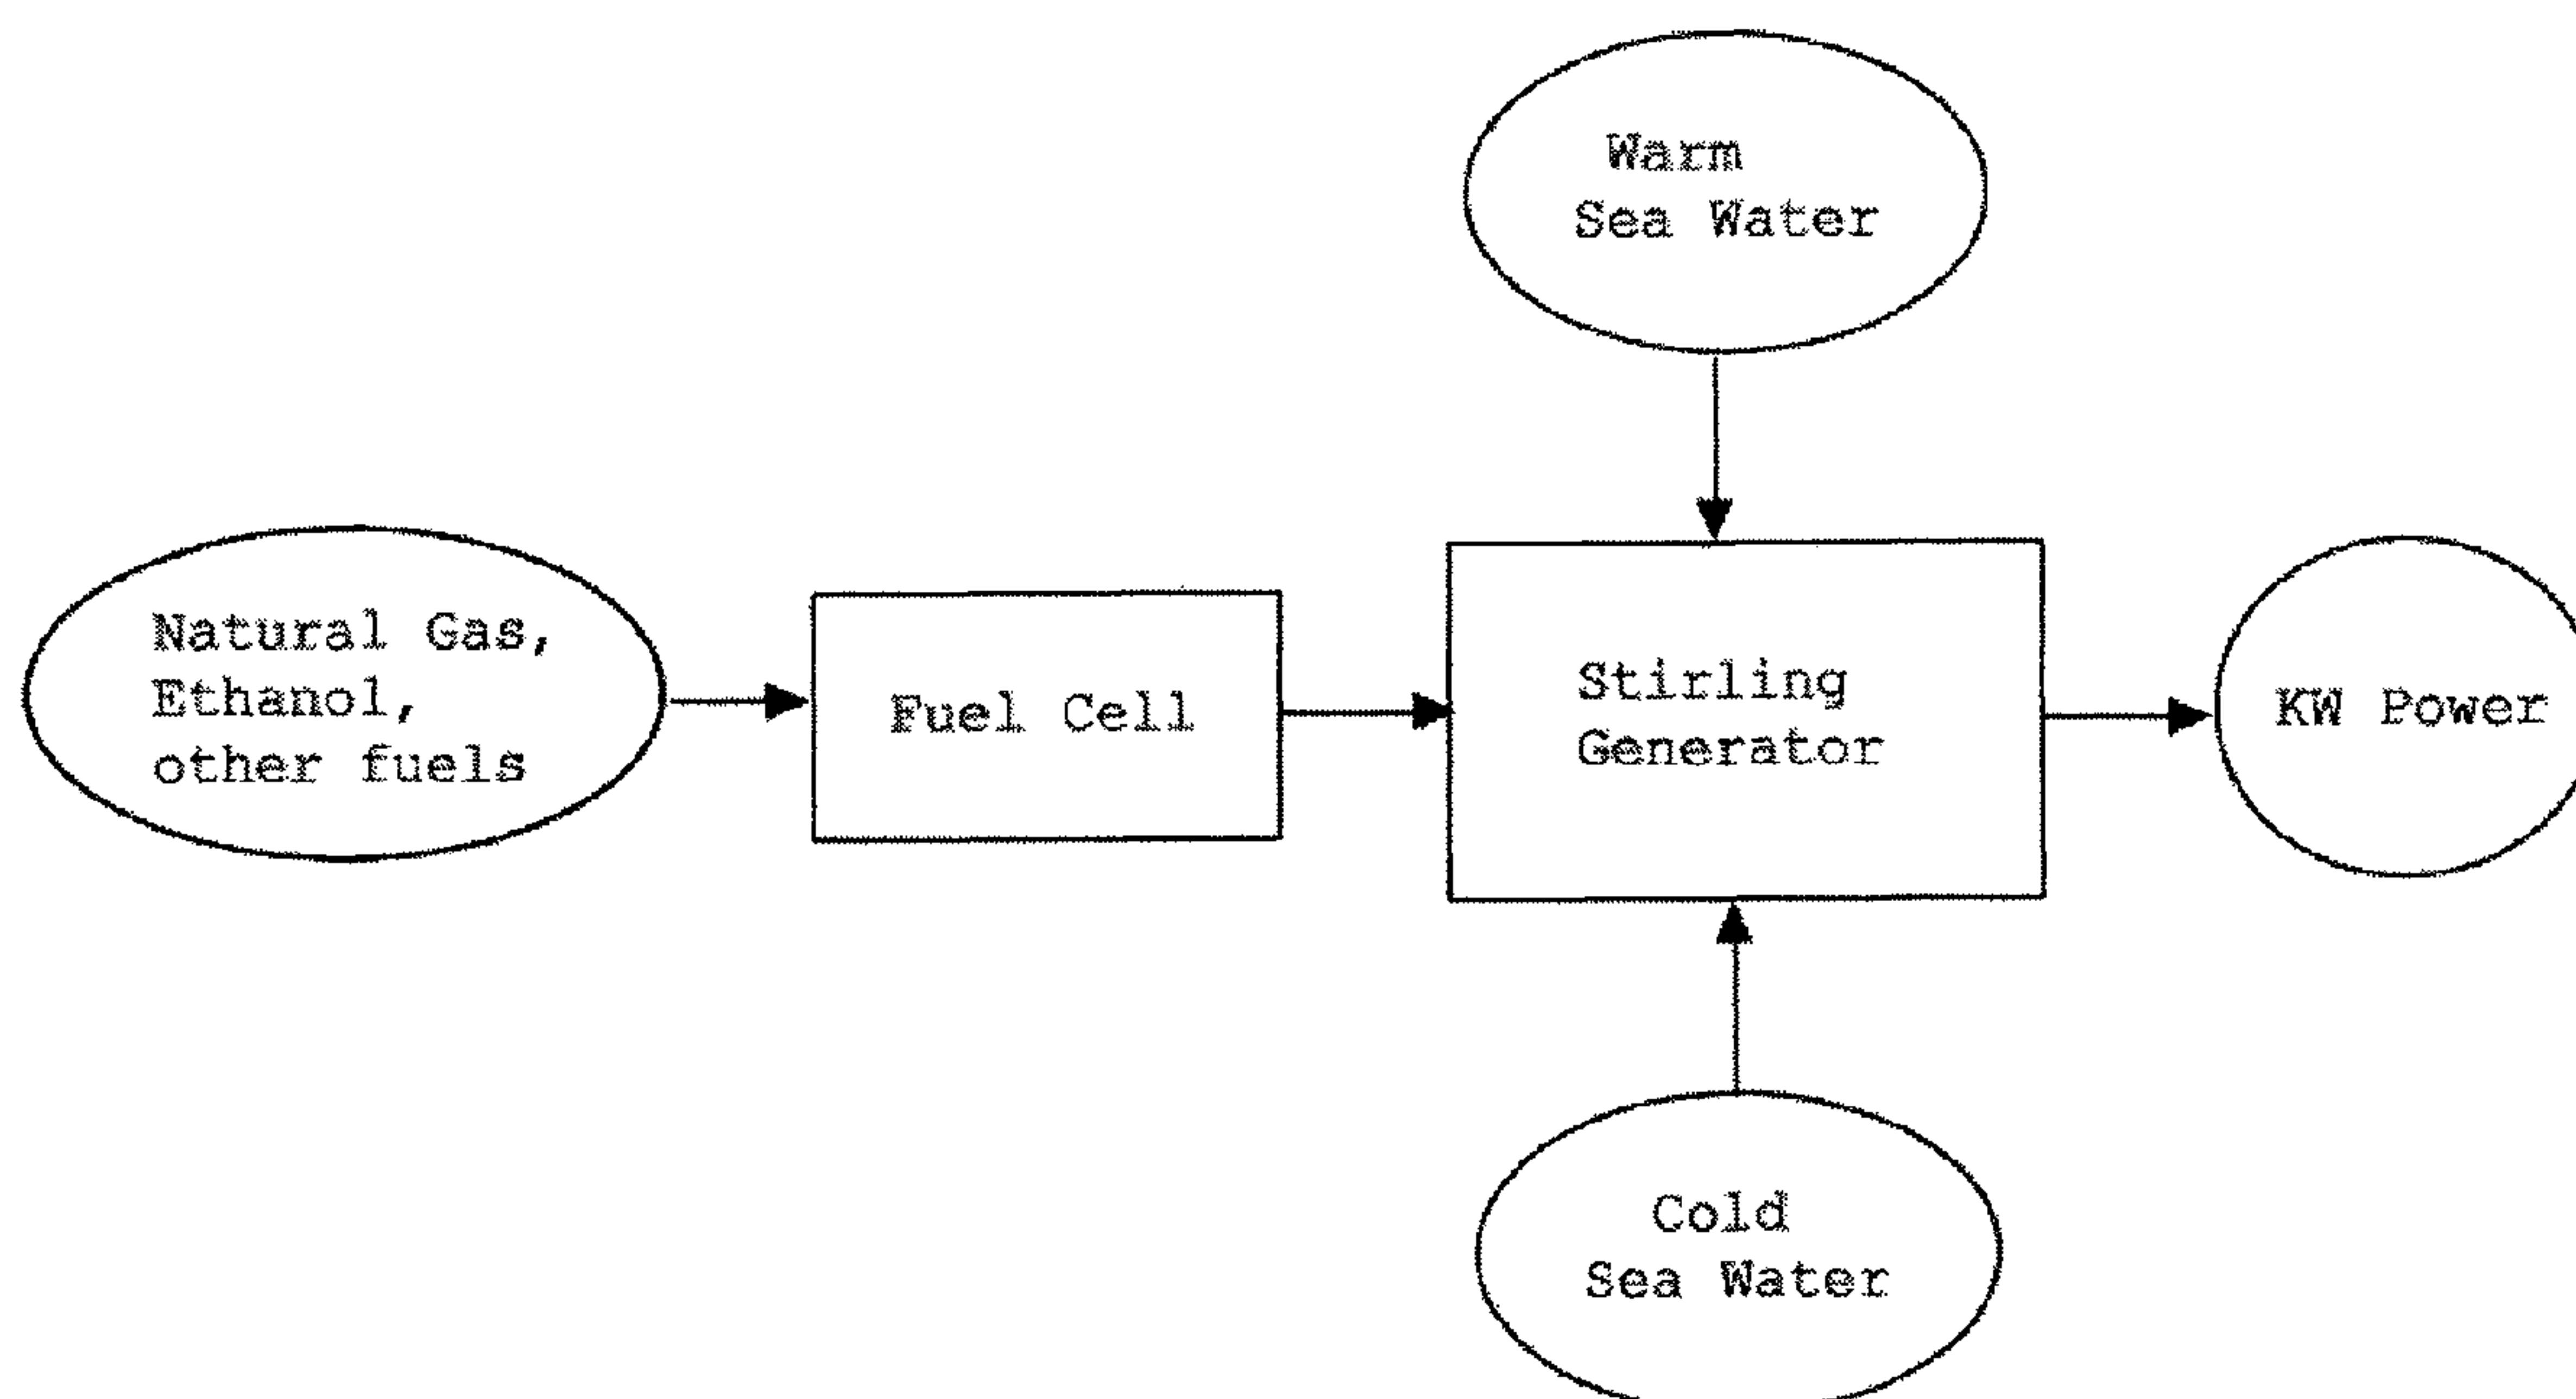 Warm
Sea Water
Natural Gas,
Ethanol,
other fuels
Fuel Cell
Stirling
Generator
KW Power
Cold
Sea Water